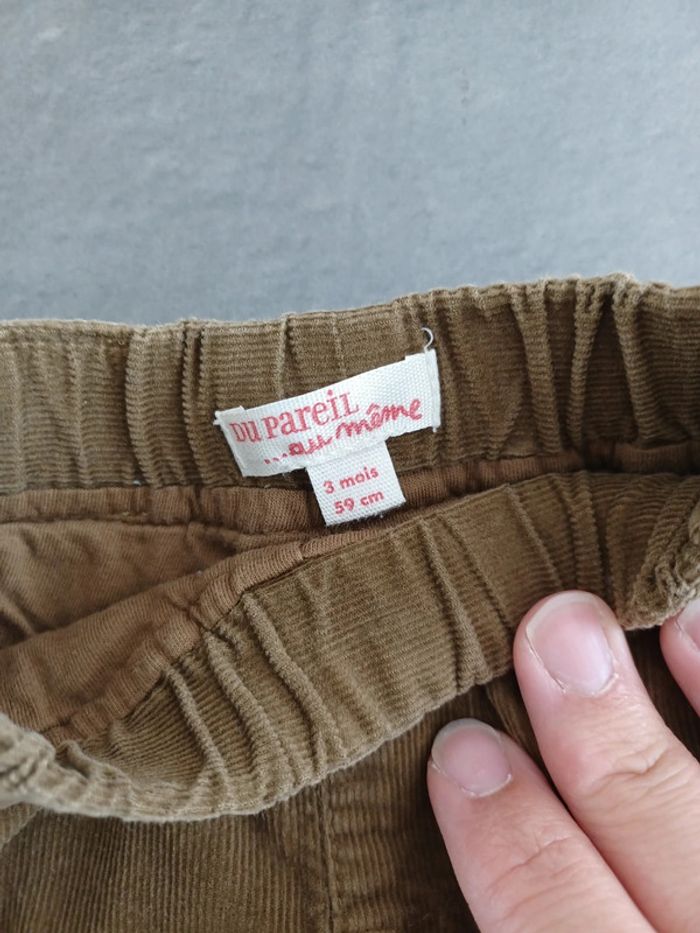 DU PaReiL
...au même
3 mois
59 cm